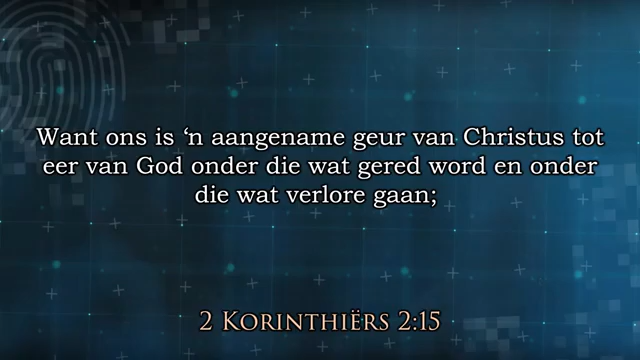 Want ons is ‘n aangename geur van Christus tot
eer van God onder die wat gered word en onder
die wat verlore gaan;
2 Korinthiërs 2:15